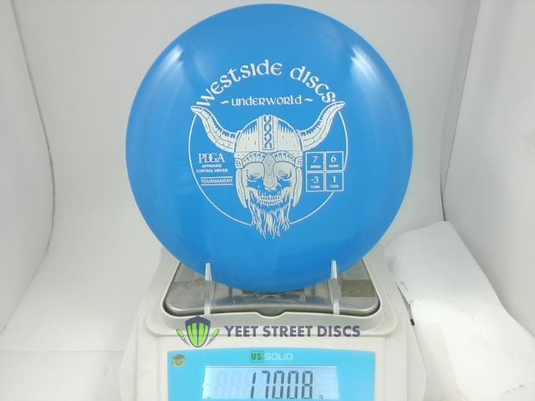 westside discs
~underworld~
PDGA
APPROVED
CONTROL DRIVER
TOURNAMENT
7 6
SPEED GLIDE
-3 1
TURN FADE
YEET STREET DISCS
US SOLID
170.08 g